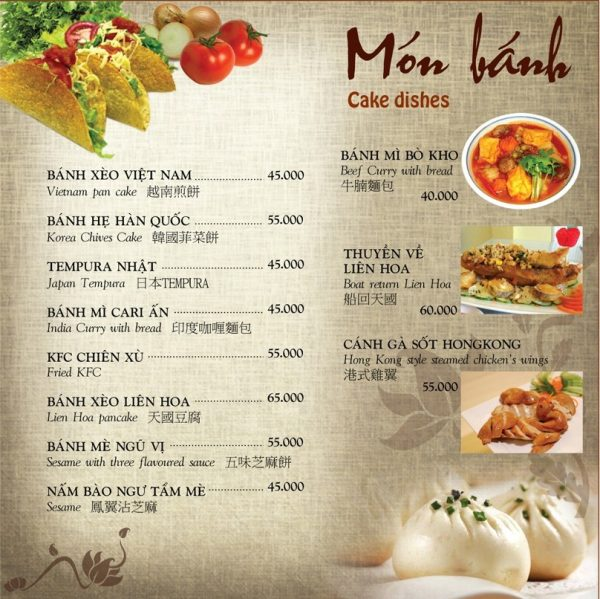 Món bánh
Cake dishes
BÁNH XÈO VIỆT NAM 45.000
Vietnam pan cake 越南煎餅
BÁNH HẸ HÀN QUỐC 55.000
Korea Chives Cake 韓國菲菜餅
TEMPURA NHẬT 45.000
Japan Tempura 日本TEMPURA
BÁNH MÌ CARI ẤN 45.000
India Curry with bread 印度咖喱麵包
KFC CHIÊN XÙ 55.000
Fried KFC
BÁNH XÈO LIÊN HOA 65.000
Lien Hoa pancake 天國豆腐
BÁNH MÈ NGŨ VỊ 55.000
Sesame with three flavoured sauce 五味芝麻餅
NẤM BÀO NGƯ TẨM MÈ 45.000
Sesame 鳳翼沾芝麻
BÁNH MÌ BÒ KHO
Beef Curry with bread
牛腩麵包
40.000
THUYỀN VỀ
LIÊN HOA
Boat return Lien Hoa
船回天國
60.000
CÁNH GÀ SỐT HONGKONG
Hong Kong style steamed chicken's wings
港式雞翼
55.000